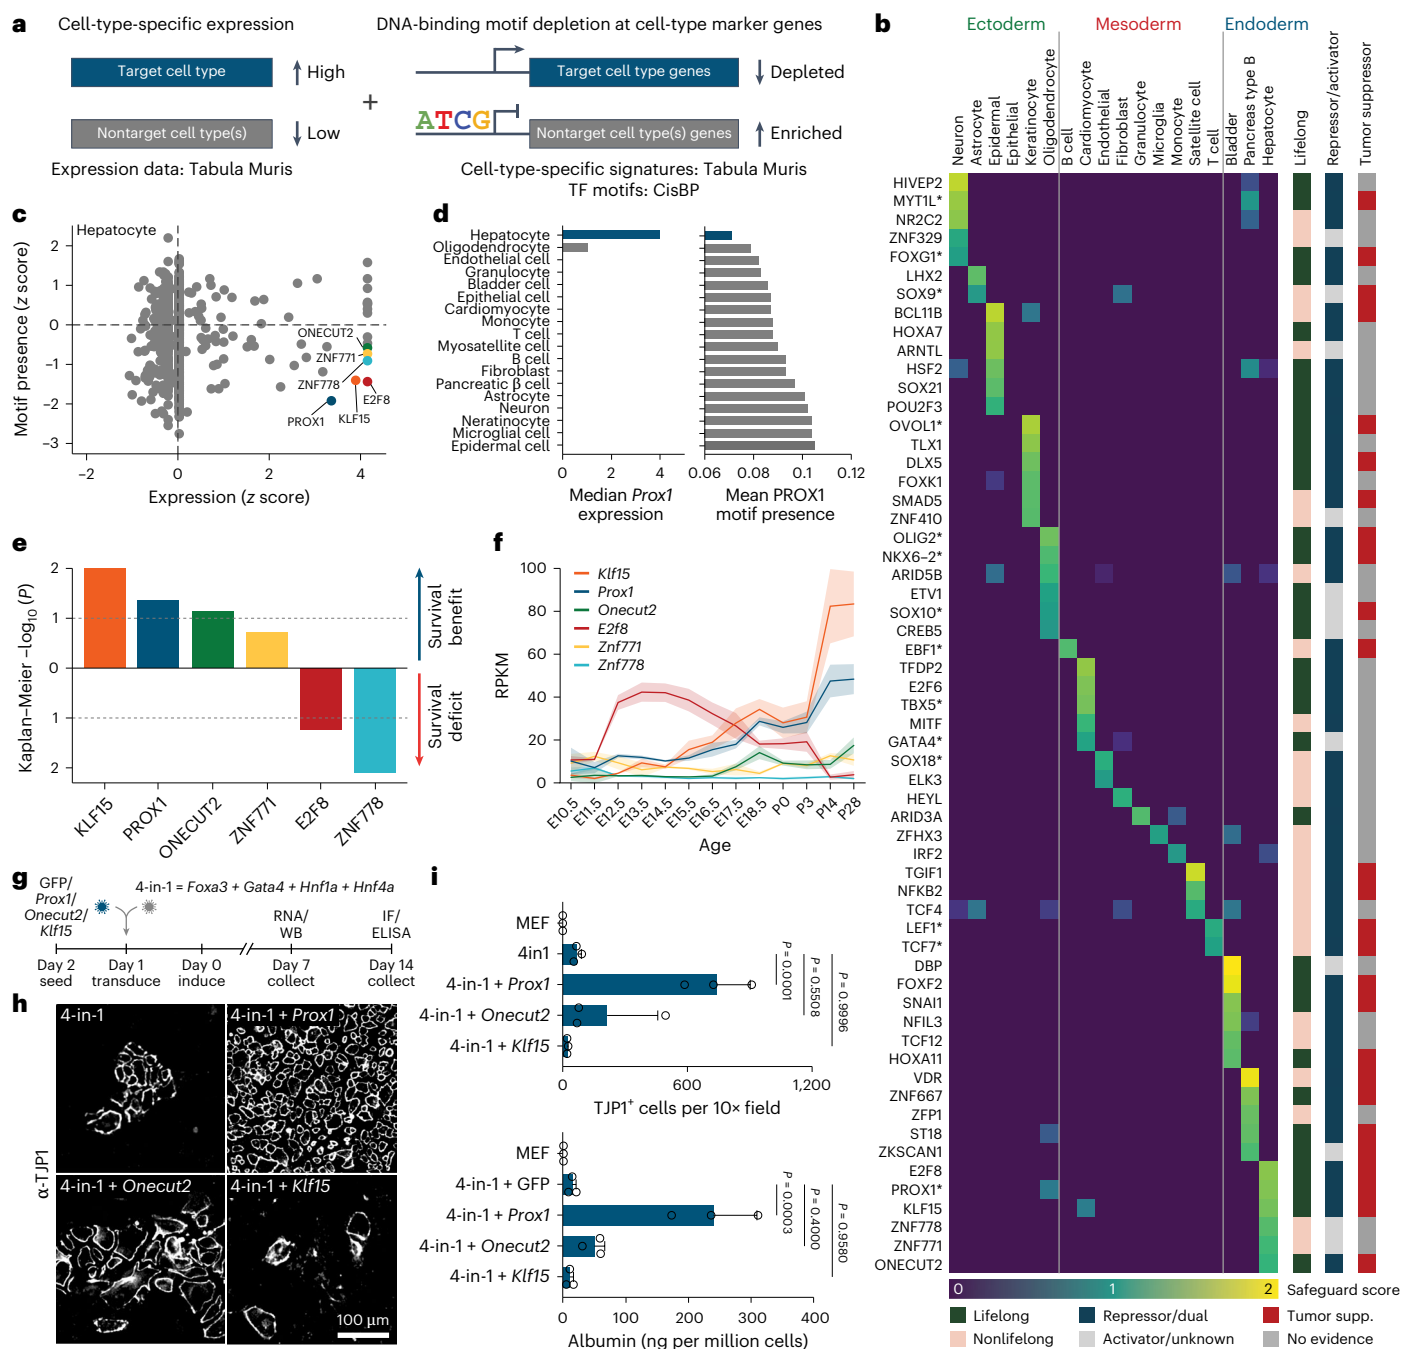 a
Cell-type-specific expression
Target cell type
High
+
Nontarget cell type(s)
Low
Expression data: Tabula Muris
DNA-binding motif depletion at cell-type marker genes
Target cell type genes
Depleted
ATCG
Nontarget cell type(s) genes
Enriched
Cell-type-specific signatures: Tabula Muris
TF motifs: CisBP
b
Ectoderm
Mesoderm
Endoderm
Neuron
Astrocyte
Epidermal
Epithelial
Keratinocyte
Oligodendrocyte
B cell
Cardiomyocyte
Endothelial
Fibroblast
Granulocyte
Microglia
Monocyte
Satellite cell
T cell
Bladder
Pancreas type B
Hepatocyte
Lifelong
Repressor/activator
Tumor suppressor
HIVEP2
MYT1L*
NR2C2
ZNF329
FOXG1*
LHX2
SOX9*
BCL11B
HOXA7
ARNTL
HSF2
SOX21
POU2F3
OVOL1*
TLX1
DLX5
FOXK1
SMAD5
ZNF410
OLIG2*
NKX6–2*
ARID5B
ETV1
SOX10*
CREB5
EBF1*
TFDP2
E2F6
TBX5*
MITF
GATA4*
SOX18*
ELK3
HEYL
ARID3A
ZFHX3
IRF2
TGIF1
NFKB2
TCF4
LEF1*
TCF7*
DBP
FOXF2
SNAI1
NFIL3
TCF12
HOXA11
VDR
ZNF667
ZFP1
ST18
ZKSCAN1
E2F8
PROX1*
KLF15
ZNF778
ZNF771
ONECUT2
0
1
2
Safeguard score
Lifelong
Repressor/dual
Tumor supp.
Nonlifelong
Activator/unknown
No evidence
c
Hepatocyte
Motif presence (z score)
2
1
0
–1
–2
–3
ONECUT2
ZNF771
ZNF778
E2F8
PROX1
KLF15
–2
0
2
4
Expression (z score)
d
Hepatocyte
Oligodendrocyte
Endothelial cell
Granulocyte
Bladder cell
Epithelial cell
Cardiomyocyte
Monocyte
T cell
Myosatellite cell
B cell
Fibroblast
Pancreatic β cell
Astrocyte
Neuron
Neratinocyte
Microglial cell
Epidermal cell
0
2
4
Median Prox1
expression
0.06
0.08
0.1
0.12
Mean PROX1
motif presence
e
Kaplan–Meier –log10 (P)
2
1
0
1
2
Survival
benefit
Survival
deficit
KLF15
PROX1
ONECUT2
ZNF771
E2F8
ZNF778
f
RPKM
100
80
60
40
20
0
Klf15
Prox1
Onecut2
E2f8
Znf771
Znf778
E10.5
E11.5
E12.5
E13.5
E14.5
E15.5
E16.5
E17.5
E18.5
P0
P3
P14
P28
Age
g
GFP/
Prox1/
Onecut2/
Klf15
4-in-1 = Foxa3 + Gata4 + Hnf1a + Hnf4a
RNA/
WB
IF/
ELISA
Day 2
seed
Day 1
transduce
Day 0
induce
Day 7
collect
Day 14
collect
h
α-TJP1
4-in-1
4-in-1 + Prox1
4-in-1 + Onecut2
4-in-1 + Klf15
100 µm
i
MEF
4in1
4-in-1 + Prox1
4-in-1 + Onecut2
4-in-1 + Klf15
P = 0.0001
P = 0.5508
P = 0.9996
0
600
1,200
TJP1+ cells per 10× field
MEF
4-in-1 + GFP
4-in-1 + Prox1
4-in-1 + Onecut2
4-in-1 + Klf15
P = 0.0003
P = 0.4000
P = 0.9580
0
100
200
300
400
Albumin (ng per million cells)